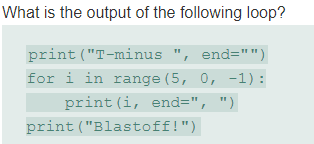 What is the output of the following loop?
print("T-minus ", end="")
for i in range(5, 0, -1):
    print(i, end=", ")
print("Blastoff!")